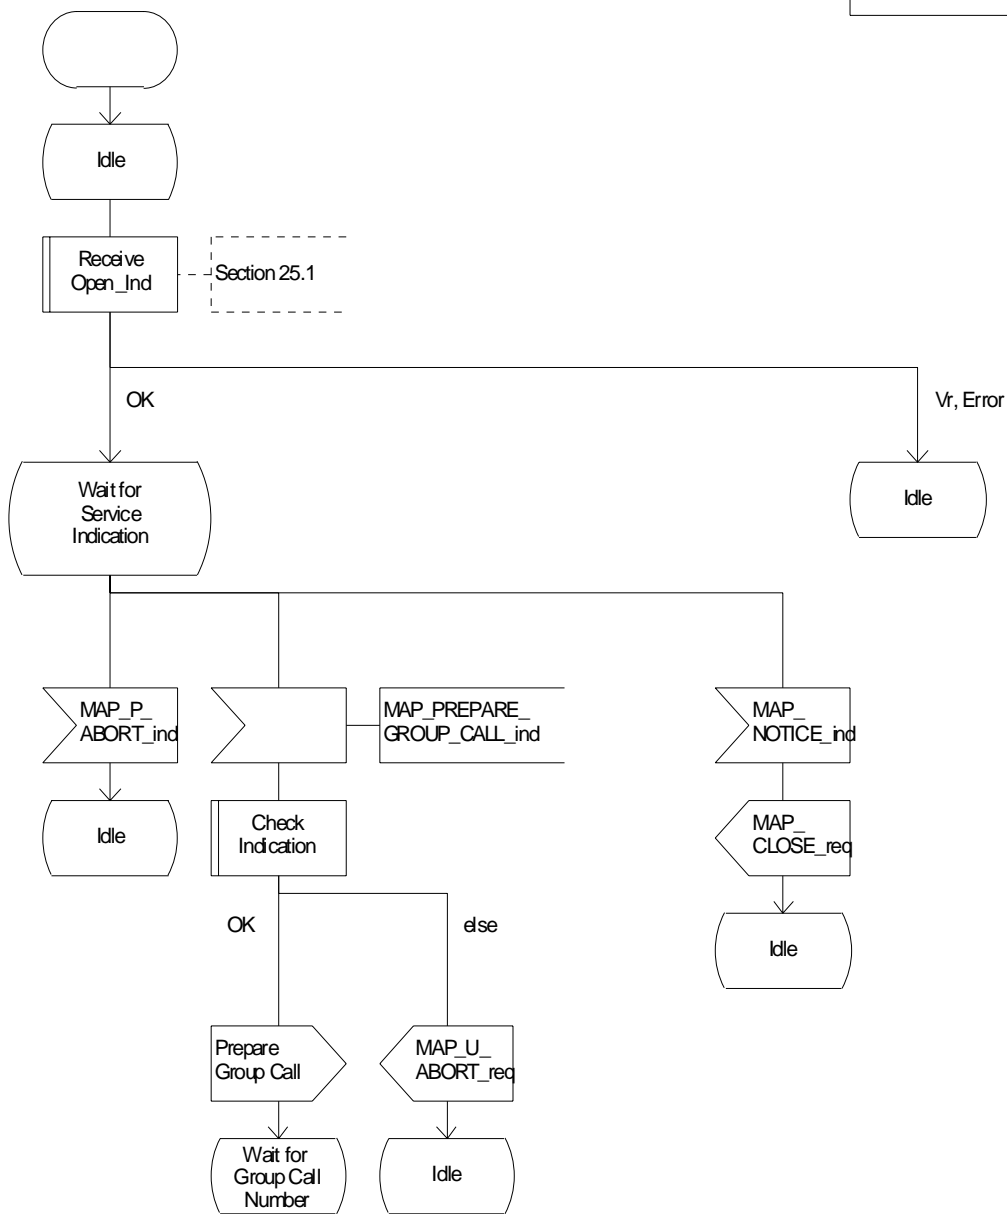 Idle
Receive
Open_Ind
Section 25.1
OK
Vr, Error
Wait for
Service
Indication
Idle
MAP_P_
ABORT_ind
MAP_PREPARE_
GROUP_CALL_ind
MAP_
NOTICE_ind
Idle
Check
Indication
MAP_
CLOSE_req
OK
else
Idle
Prepare
Group Call
MAP_U_
ABORT_req
Wait for
Group Call
Number
Idle